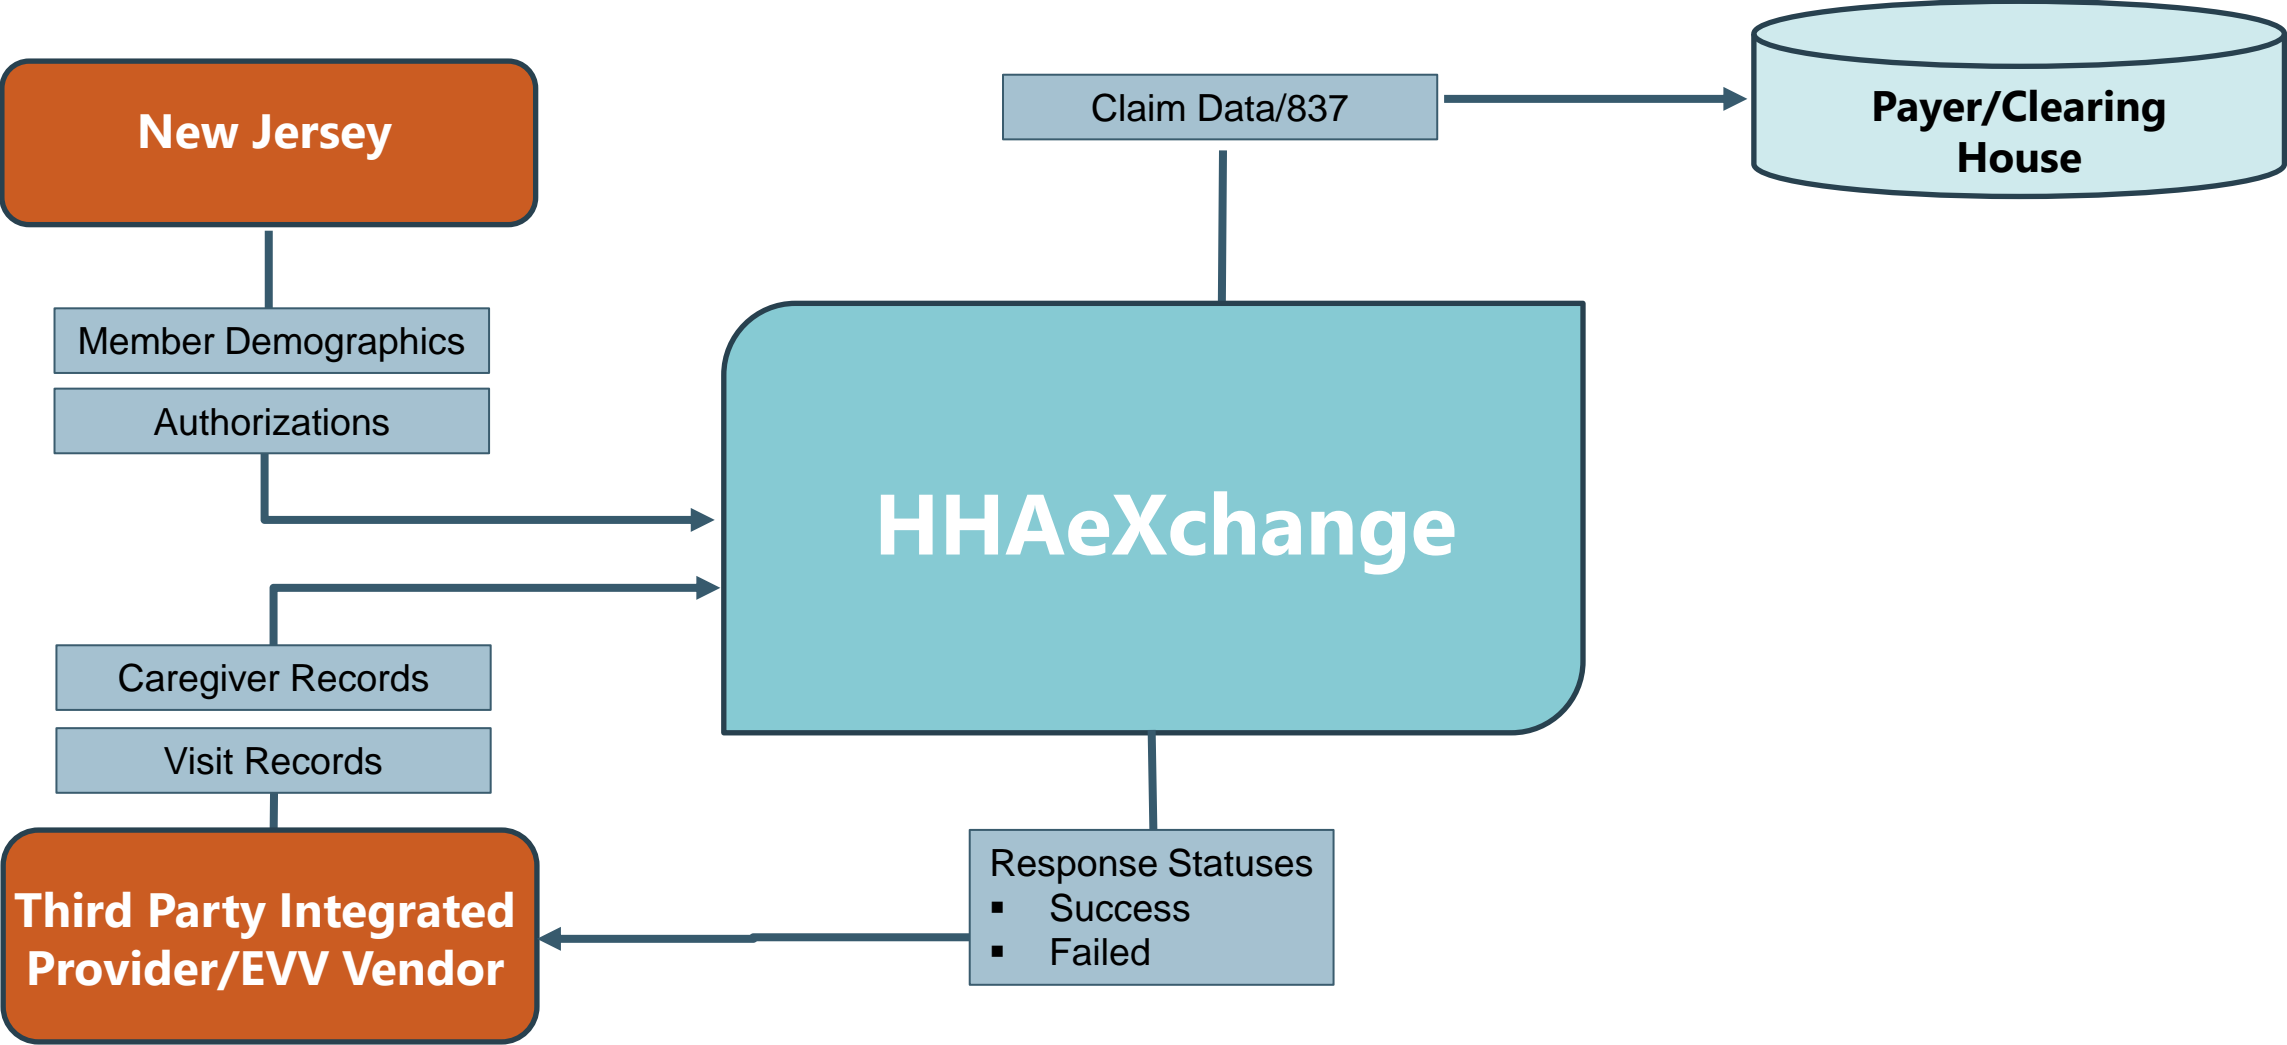 New Jersey
Member Demographics
Authorizations
Caregiver Records
Visit Records
Third Party Integrated
Provider/EVV Vendor
Claim Data/837
Payer/Clearing
House
HHAeXchange
Response Statuses
▪ Success
▪ Failed